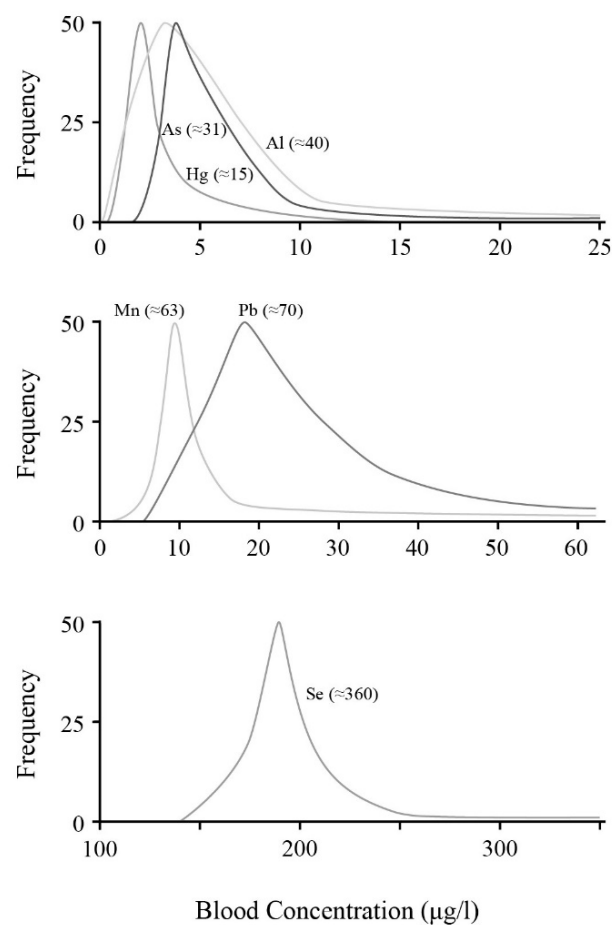 Frequency
50
25
0
As (≈31)
Al (≈40)
Hg (≈15)
0 5 10 15 20 25
Mn (≈63) Pb (≈70)
Frequency
50
25
0
0 10 20 30 40 50 60
Frequency
50
25
0
Se (≈360)
100 200 300
Blood Concentration (μg/l)